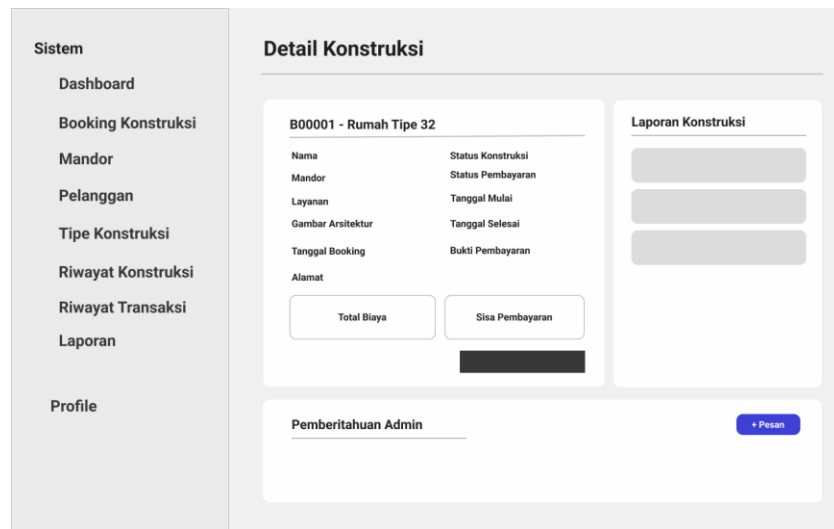 Sistem
Dashboard
Booking Konstruksi
Mandor
Pelanggan
Tipe Konstruksi
Riwayat Konstruksi
Riwayat Transaksi
Laporan
Profile
Detail Konstruksi
B00001 - Rumah Tipe 32
Nama
Mandor
Layanan
Gambar Arsitektur
Tanggal Booking
Alamat
Status Konstruksi
Status Pembayaran
Tanggal Mulai
Tanggal Selesai
Bukti Pembayaran
Total Biaya
Sisa Pembayaran
Laporan Konstruksi
Pemberitahuan Admin
+ Pesan